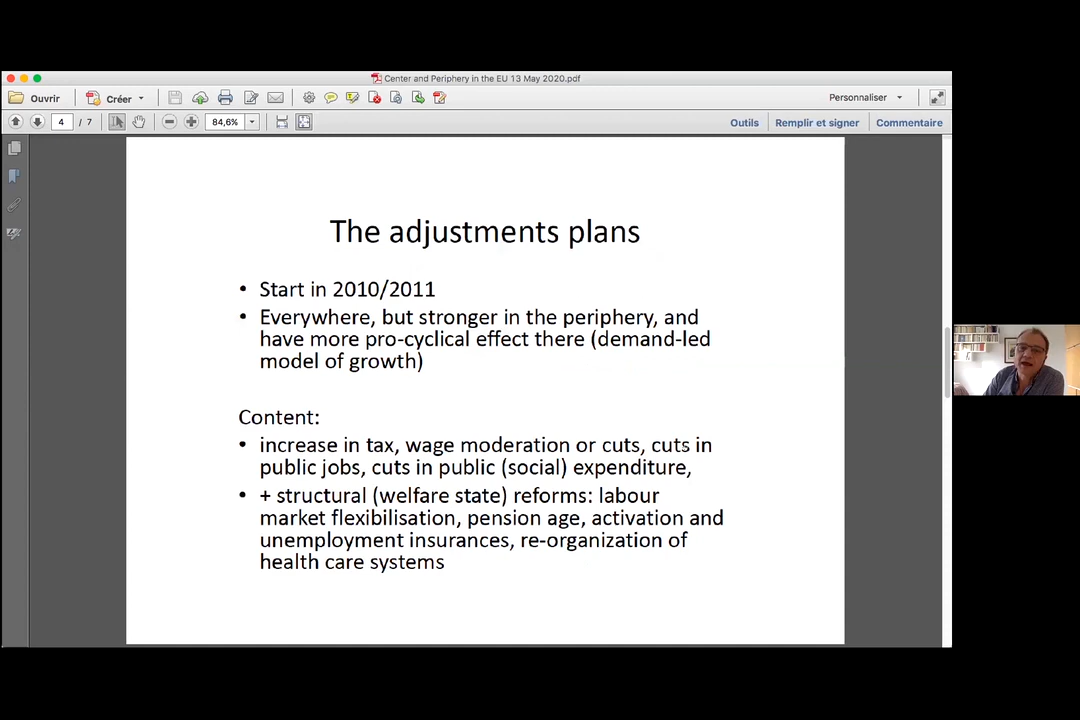 Center and Periphery in the EU 13 May 2020.pdf
Ouvrir
Créer
Personnaliser
4 / 7
84,6%
Outils
Remplir et signer
Commentaire
The adjustments plans
• Start in 2010/2011
• Everywhere, but stronger in the periphery, and
have more pro-cyclical effect there (demand-led
model of growth)
Content:
• increase in tax, wage moderation or cuts, cuts in
public jobs, cuts in public (social) expenditure,
• + structural (welfare state) reforms: labour
market flexibilisation, pension age, activation and
unemployment insurances, re-organization of
health care systems